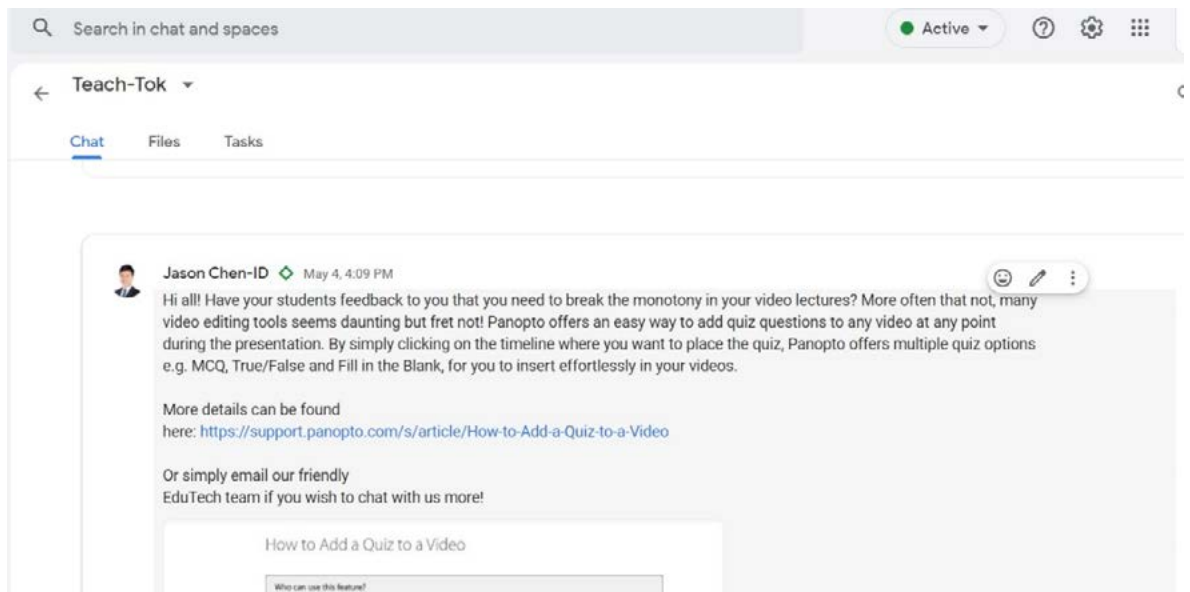 Search in chat and spaces
Active
Teach-Tok
Chat Files Tasks
Jason Chen-ID May 4, 4:09 PM
Hi all! Have your students feedback to you that you need to break the monotony in your video lectures? More often that not, many
video editing tools seems daunting but fret not! Panopto offers an easy way to add quiz questions to any video at any point
during the presentation. By simply clicking on the timeline where you want to place the quiz, Panopto offers multiple quiz options
e.g. MCQ, True/False and Fill in the Blank, for you to insert effortlessly in your videos.
More details can be found
here: https://support.panopto.com/s/article/How-to-Add-a-Quiz-to-a-Video
Or simply email our friendly
EduTech team if you wish to chat with us more!
How to Add a Quiz to a Video
Who can use this feature?